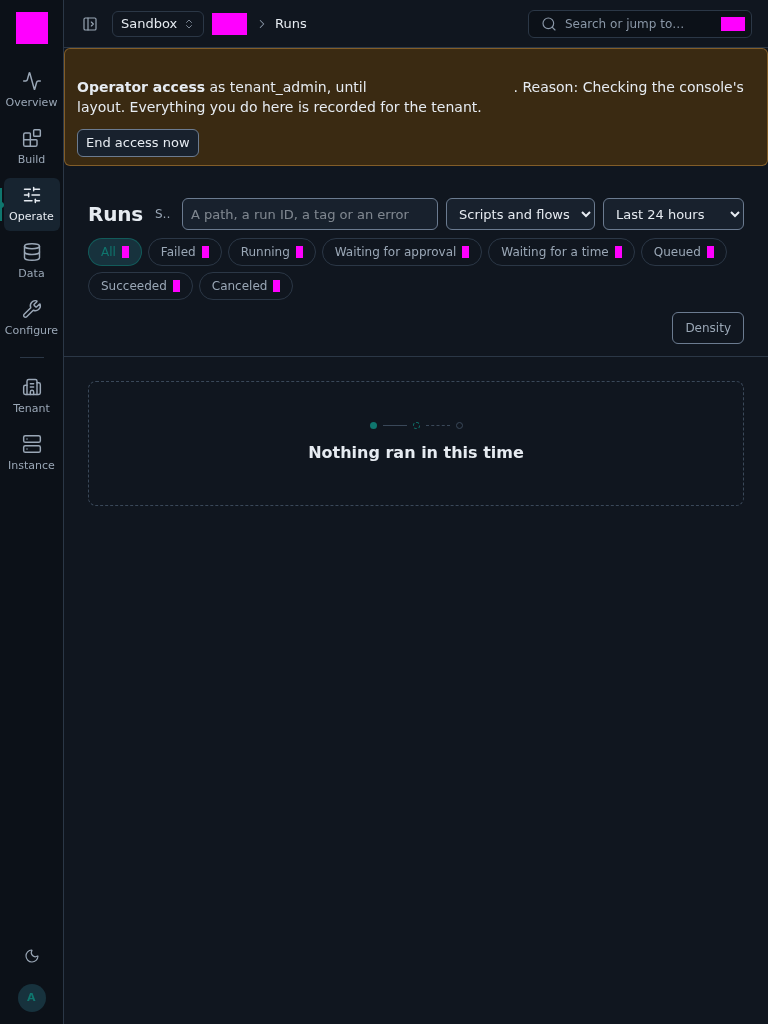 Sandbox
Runs
Search or jump to…
Operator access as tenant_admin, until . Reason: Checking the console's
layout. Everything you do here is recorded for the tenant.
End access now
Overview
Build
Operate
Data
Configure
Tenant
Instance
Runs
S..
A path, a run ID, a tag or an error
Scripts and flows
Last 24 hours
All
Failed
Running
Waiting for approval
Waiting for a time
Queued
Succeeded
Canceled
Density
Nothing ran in this time
A